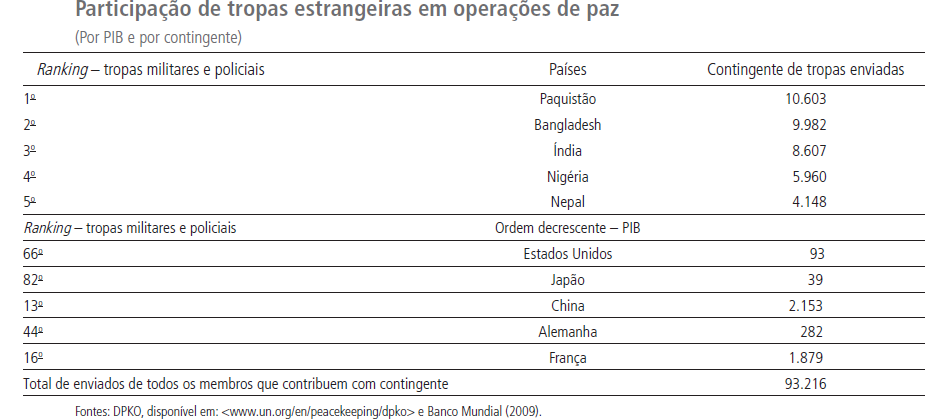 Participação de tropas estrangeiras em operações de paz
(Por PIB e por contingente)
Ranking – tropas militares e policiais Países Contingente de tropas enviadas
1º Paquistão 10.603
2º Bangladesh 9.982
3º Índia 8.607
4º Nigéria 5.960
5º Nepal 4.148
Ranking – tropas militares e policiais Ordem decrescente – PIB
66º Estados Unidos 93
82º Japão 39
13º China 2.153
44º Alemanha 282
16º França 1.879
Total de enviados de todos os membros que contribuem com contingente 93.216
Fontes: DPKO, disponível em: <www.un.org/en/peacekeeping/dpko> e Banco Mundial (2009).